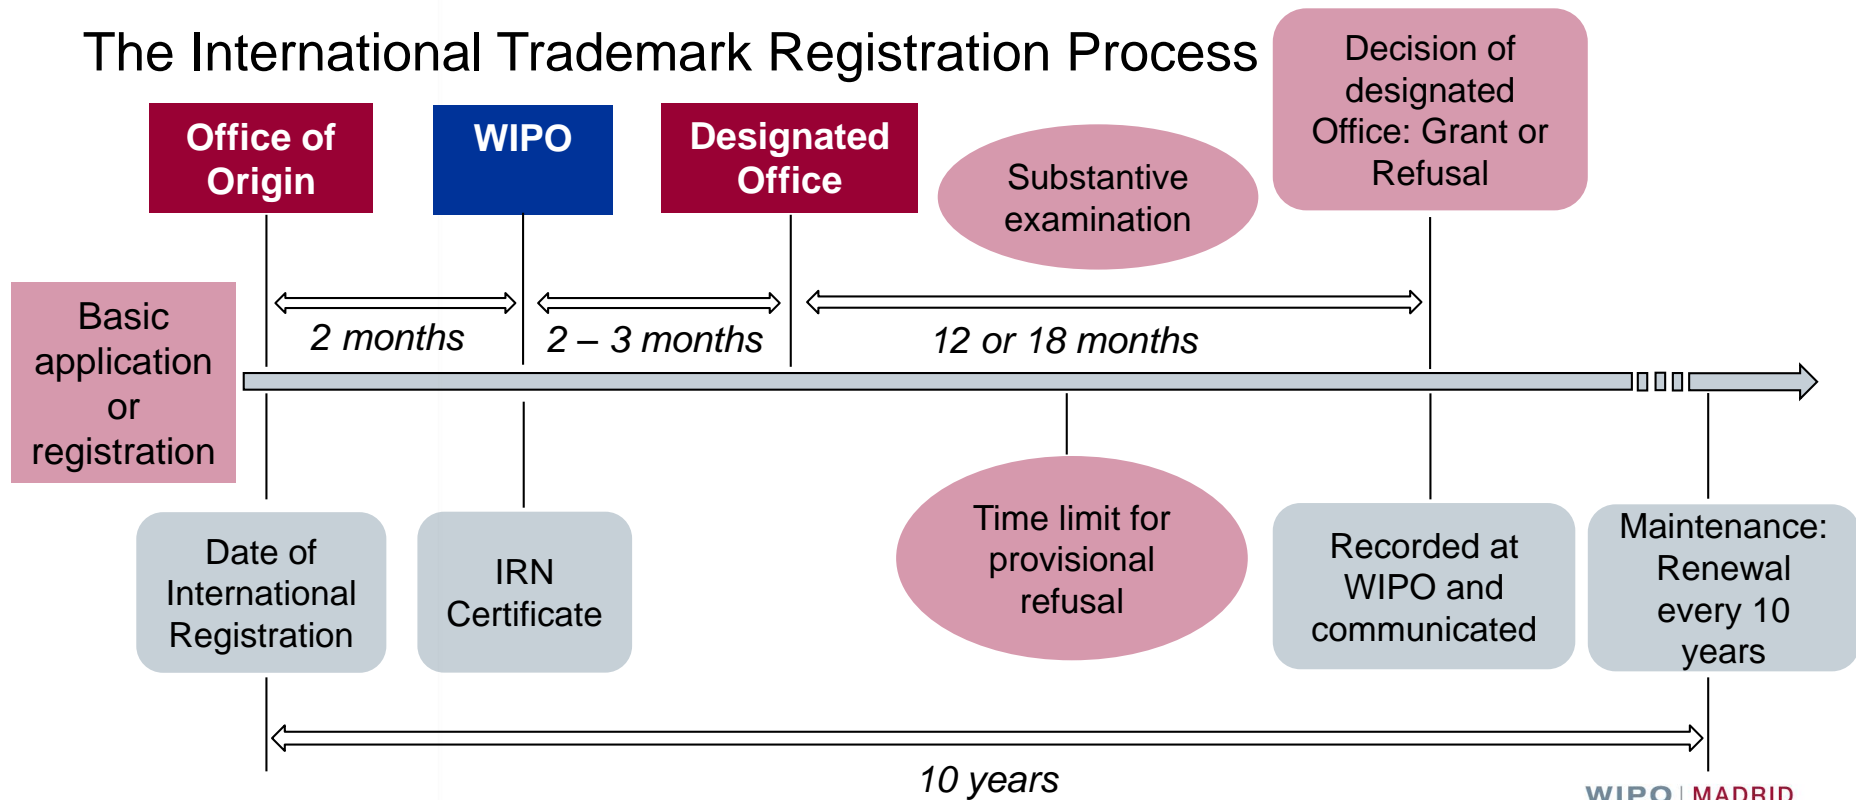 The International Trademark Registration Process
Office of
Origin
WIPO
Designated
Office
Substantive
examination
Decision of
designated
Office: Grant or
Refusal
Basic
application
or
registration
2 months
2 – 3 months
12 or 18 months
Date of
International
Registration
IRN
Certificate
Time limit for
provisional
refusal
Recorded at
WIPO and
communicated
Maintenance:
Renewal
every 10
years
10 years
WIPO | MADRID